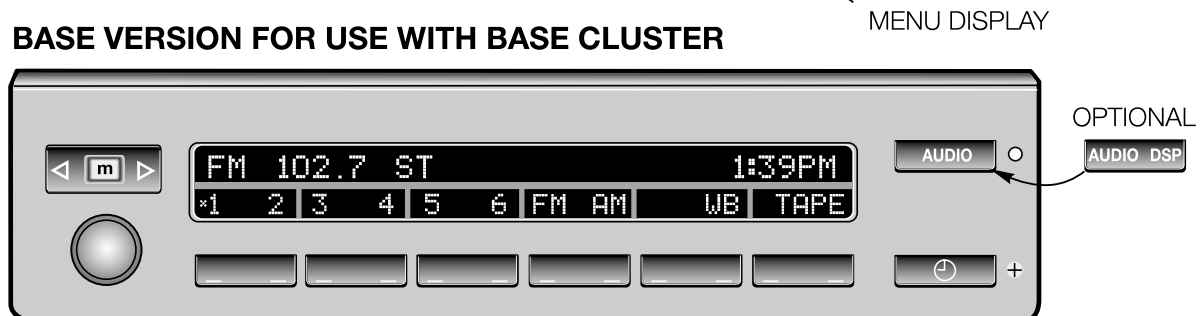 MENU DISPLAY
BASE VERSION FOR USE WITH BASE CLUSTER
OPTIONAL
m
FM 102.7 ST 1:39PM
AUDIO
AUDIO DSP
*1 2 3 4 5 6 FM AM WB TAPE
+